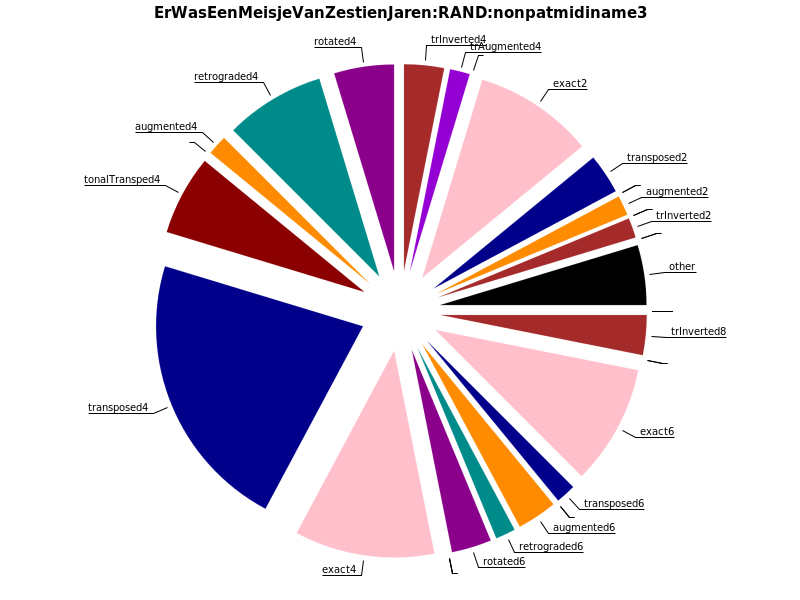 ErWasEenMeisjeVanZestienJaren:RAND:nonpatmidiname3
trInverted4
rotated4
trAugmented4
retrograded4
exact2
augmented4
transposed2
tonalTransped4
augmented2
trInverted2
other
trInverted8
transposed4
exact6
transposed6
augmented6
retrograded6
rotated6
exact4